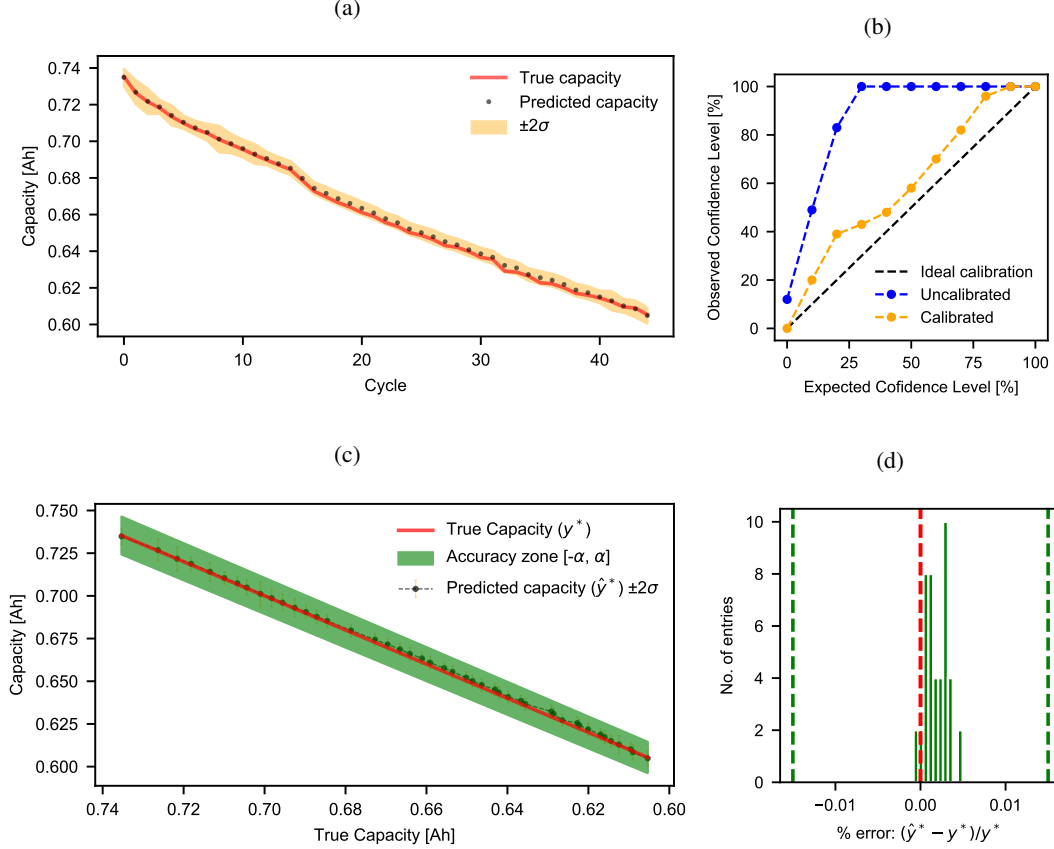 (a)
0.74
0.72
0.70
0.68
0.66
0.64
0.62
0.60
Capacity [Ah]
True capacity
Predicted capacity
±2σ
0 10 20 30 40
Cycle
(b)
100
80
60
40
20
0
Observed Confidence Level [%]
Ideal calibration
Uncalibrated
Calibrated
0 25 50 75 100
Expected Cofidence Level [%]
(c)
0.750
0.725
0.700
0.675
0.650
0.625
0.600
Capacity [Ah]
True Capacity (y*)
Accuracy zone [-α, α]
Predicted capacity (ŷ*) ±2σ
0.74 0.72 0.70 0.68 0.66 0.64 0.62 0.60
True Capacity [Ah]
(d)
10
8
6
4
2
0
No. of entries
−0.01 0.00 0.01
% error: (ŷ* − y*)/y*